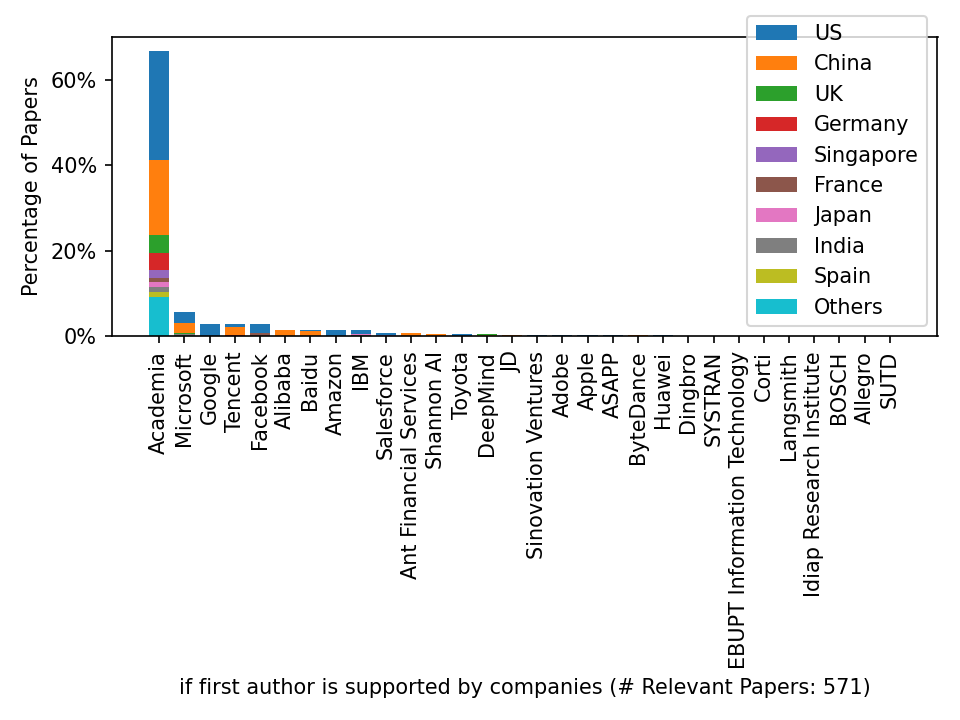 US
China
UK
Germany
Singapore
France
Japan
India
Spain
Others
Percentage of Papers
60%
40%
20%
0%
Academia
Microsoft
Google
Tencent
Facebook
Alibaba
Baidu
Amazon
IBM
Salesforce
Ant Financial Services
Shannon AI
Toyota
DeepMind
JD
Sinovation Ventures
Adobe
Apple
ASAPP
ByteDance
Huawei
Dingbro
SYSTRAN
EBUPT Information Technology
Corti
Langsmith
Idiap Research Institute
BOSCH
Allegro
SUTD
if first author is supported by companies (# Relevant Papers: 571)